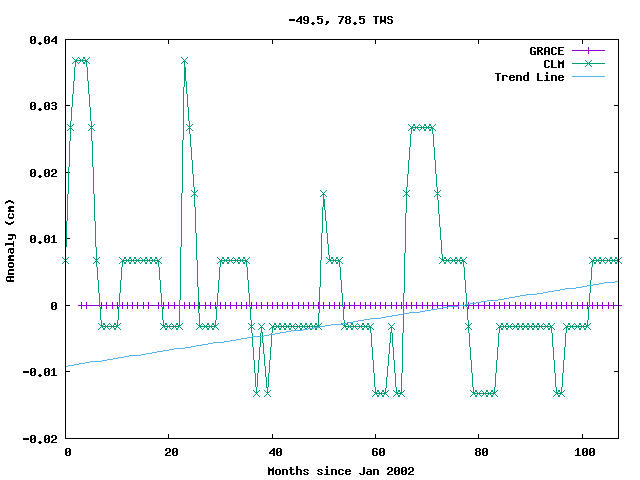 -49.5, 78.5 TWS
0.04
0.03
0.02
0.01
0
-0.01
-0.02
Anomaly (cm)
GRACE
CLM
Trend Line
0 20 40 60 80 100
Months since Jan 2002